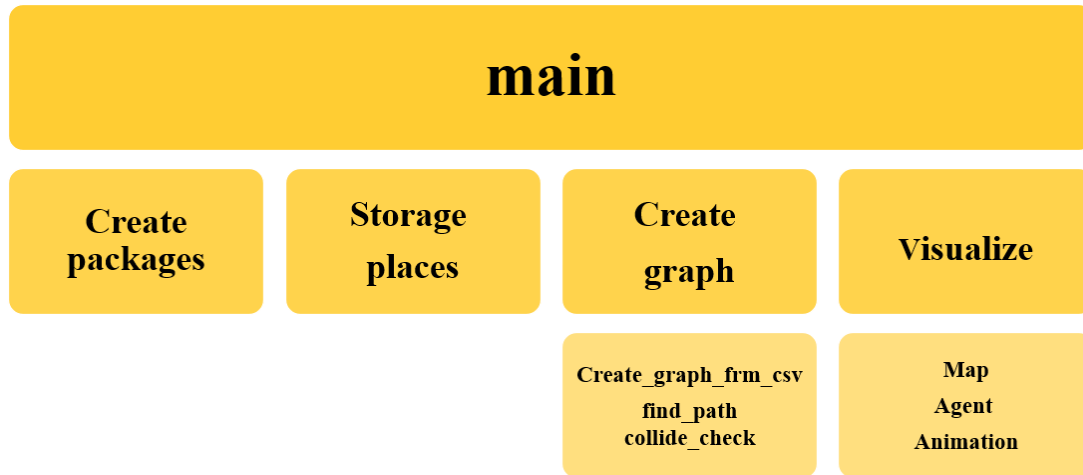 main
Create
packages
Storage
places
Create
graph
Visualize
Create_graph_frm_csv
find_path
collide_check
Map
Agent
Animation